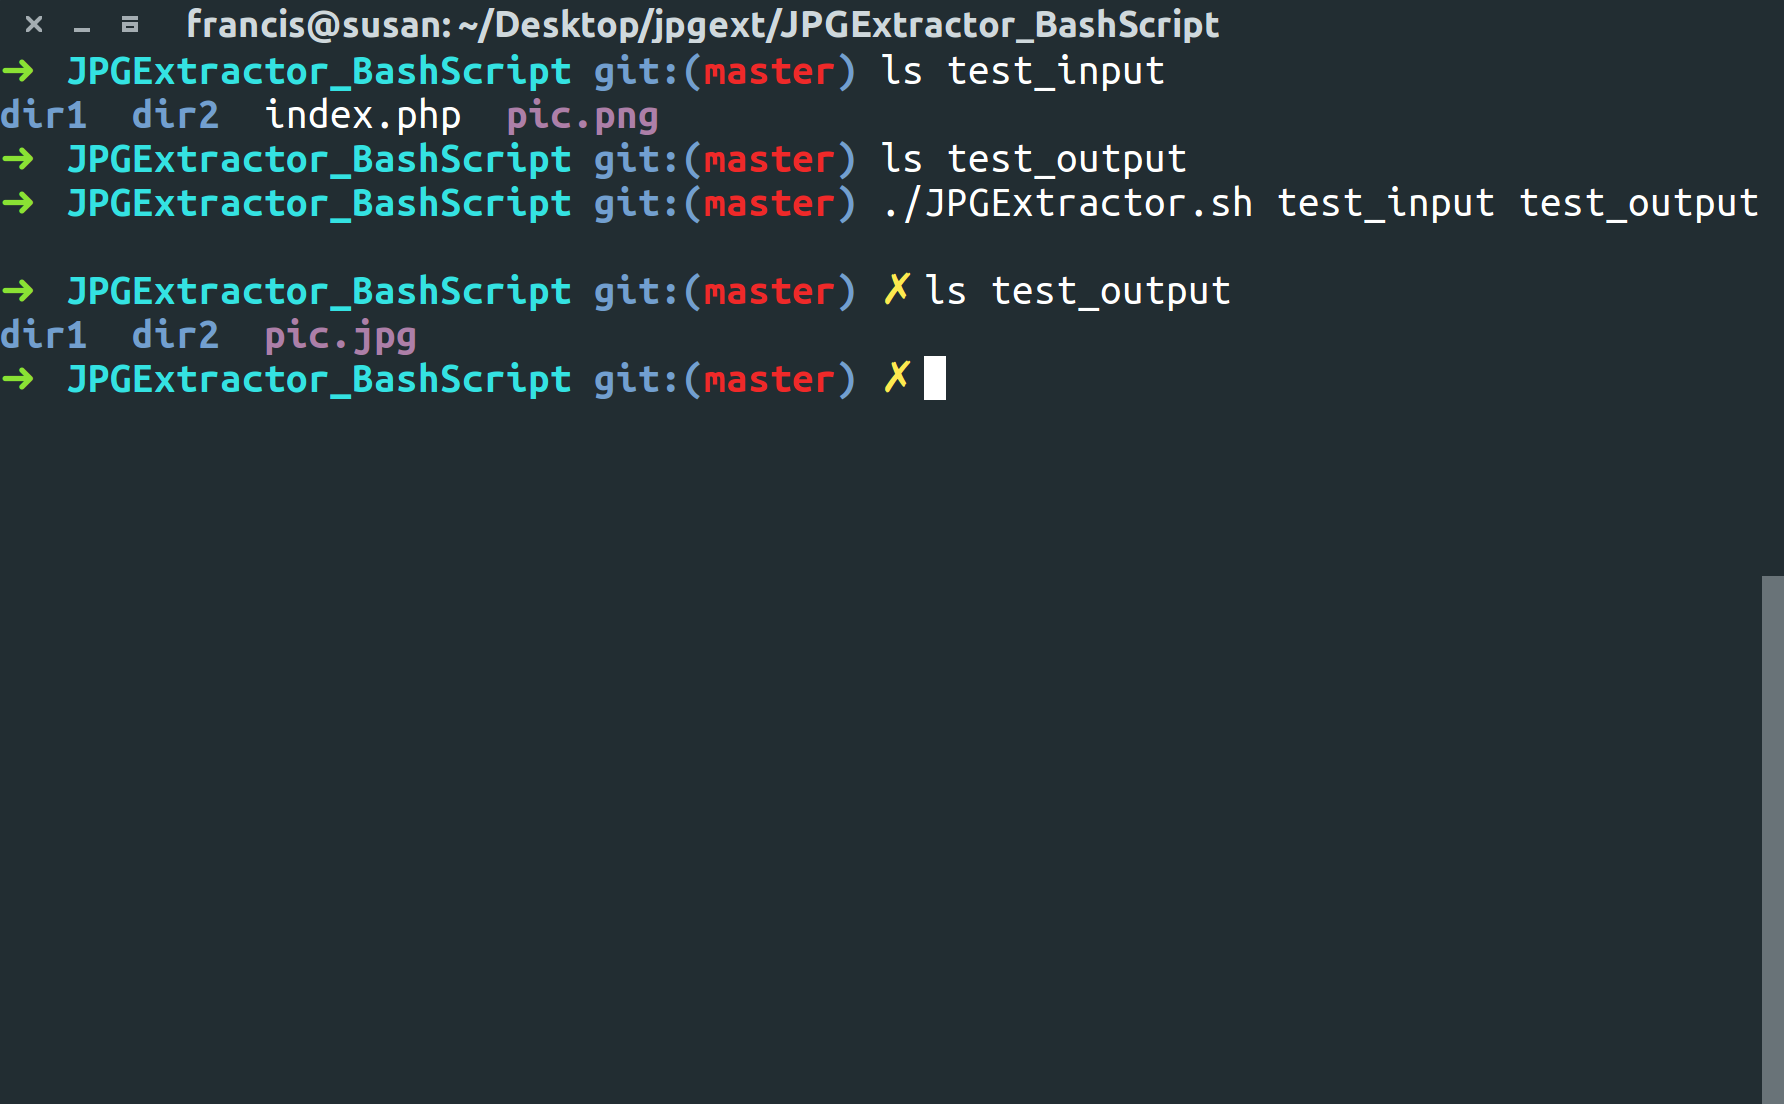 francis@susan: ~/Desktop/jpgext/JPGExtractor_BashScript
➜ JPGExtractor_BashScript git:(master) ls test_input
dir1 dir2 index.php pic.png
➜ JPGExtractor_BashScript git:(master) ls test_output
➜ JPGExtractor_BashScript git:(master) ./JPGExtractor.sh test_input test_output
➜ JPGExtractor_BashScript git:(master) ✗ ls test_output
dir1 dir2 pic.jpg
➜ JPGExtractor_BashScript git:(master) ✗